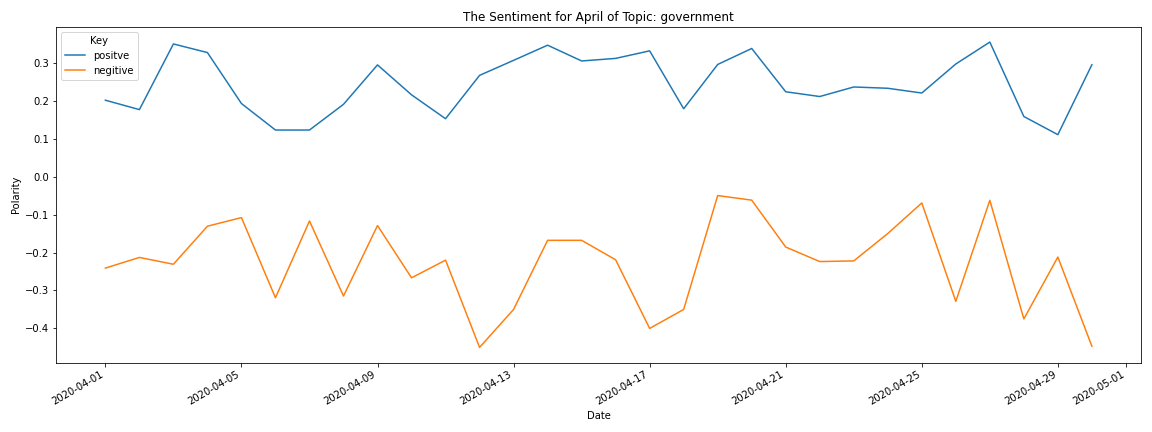 The Sentiment for April of Topic: government
Key
positve
negitive
0.3
0.2
0.1
0.0
−0.1
−0.2
−0.3
−0.4
Polarity
2020-04-01
2020-04-05
2020-04-09
2020-04-13
2020-04-17
2020-04-21
2020-04-25
2020-04-29
2020-05-01
Date